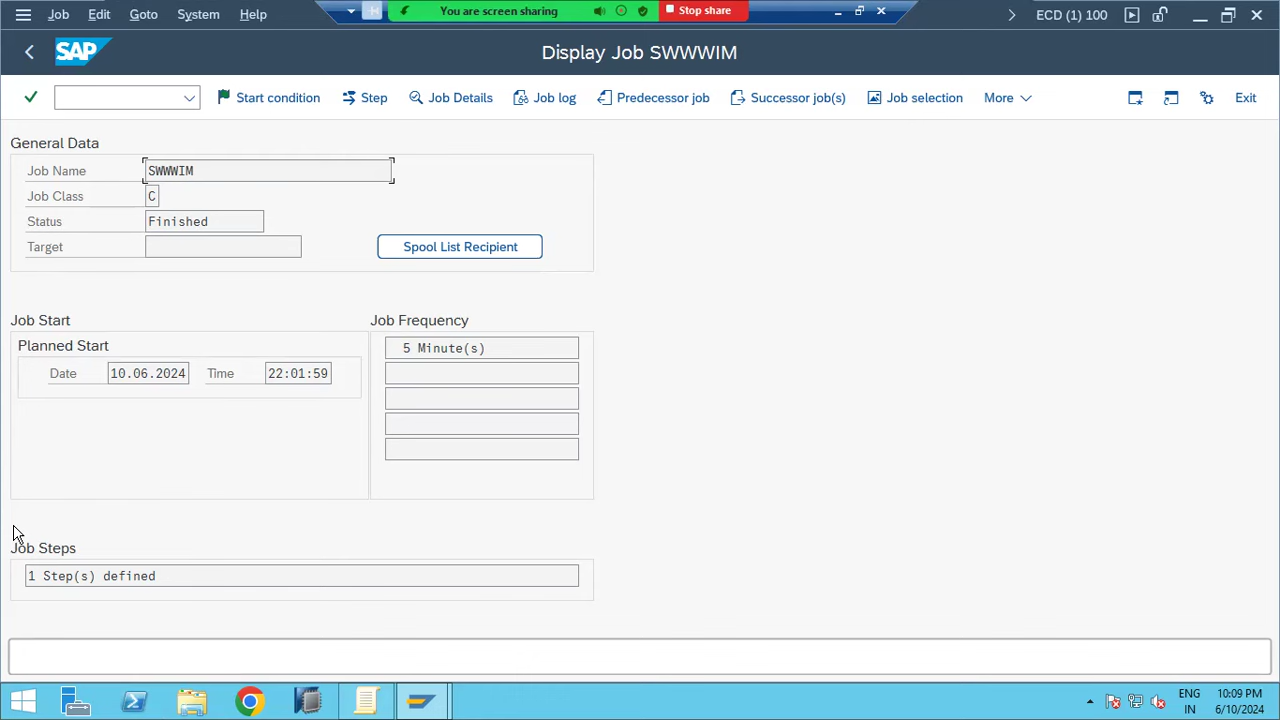 Job Edit Goto System Help
You are screen sharing
Stop share
ECD (1) 100
SAP
Display Job SWWWIM
Start condition Step Job Details Job log Predecessor job Successor job(s) Job selection More Exit
General Data
Job Name SWWWIM
Job Class C
Status Finished
Target
Spool List Recipient
Job Start
Job Frequency
Planned Start
5 Minute(s)
Date 10.06.2024 Time 22:01:59
Job Steps
1 Step(s) defined
ENG 10:09 PM
IN 6/10/2024